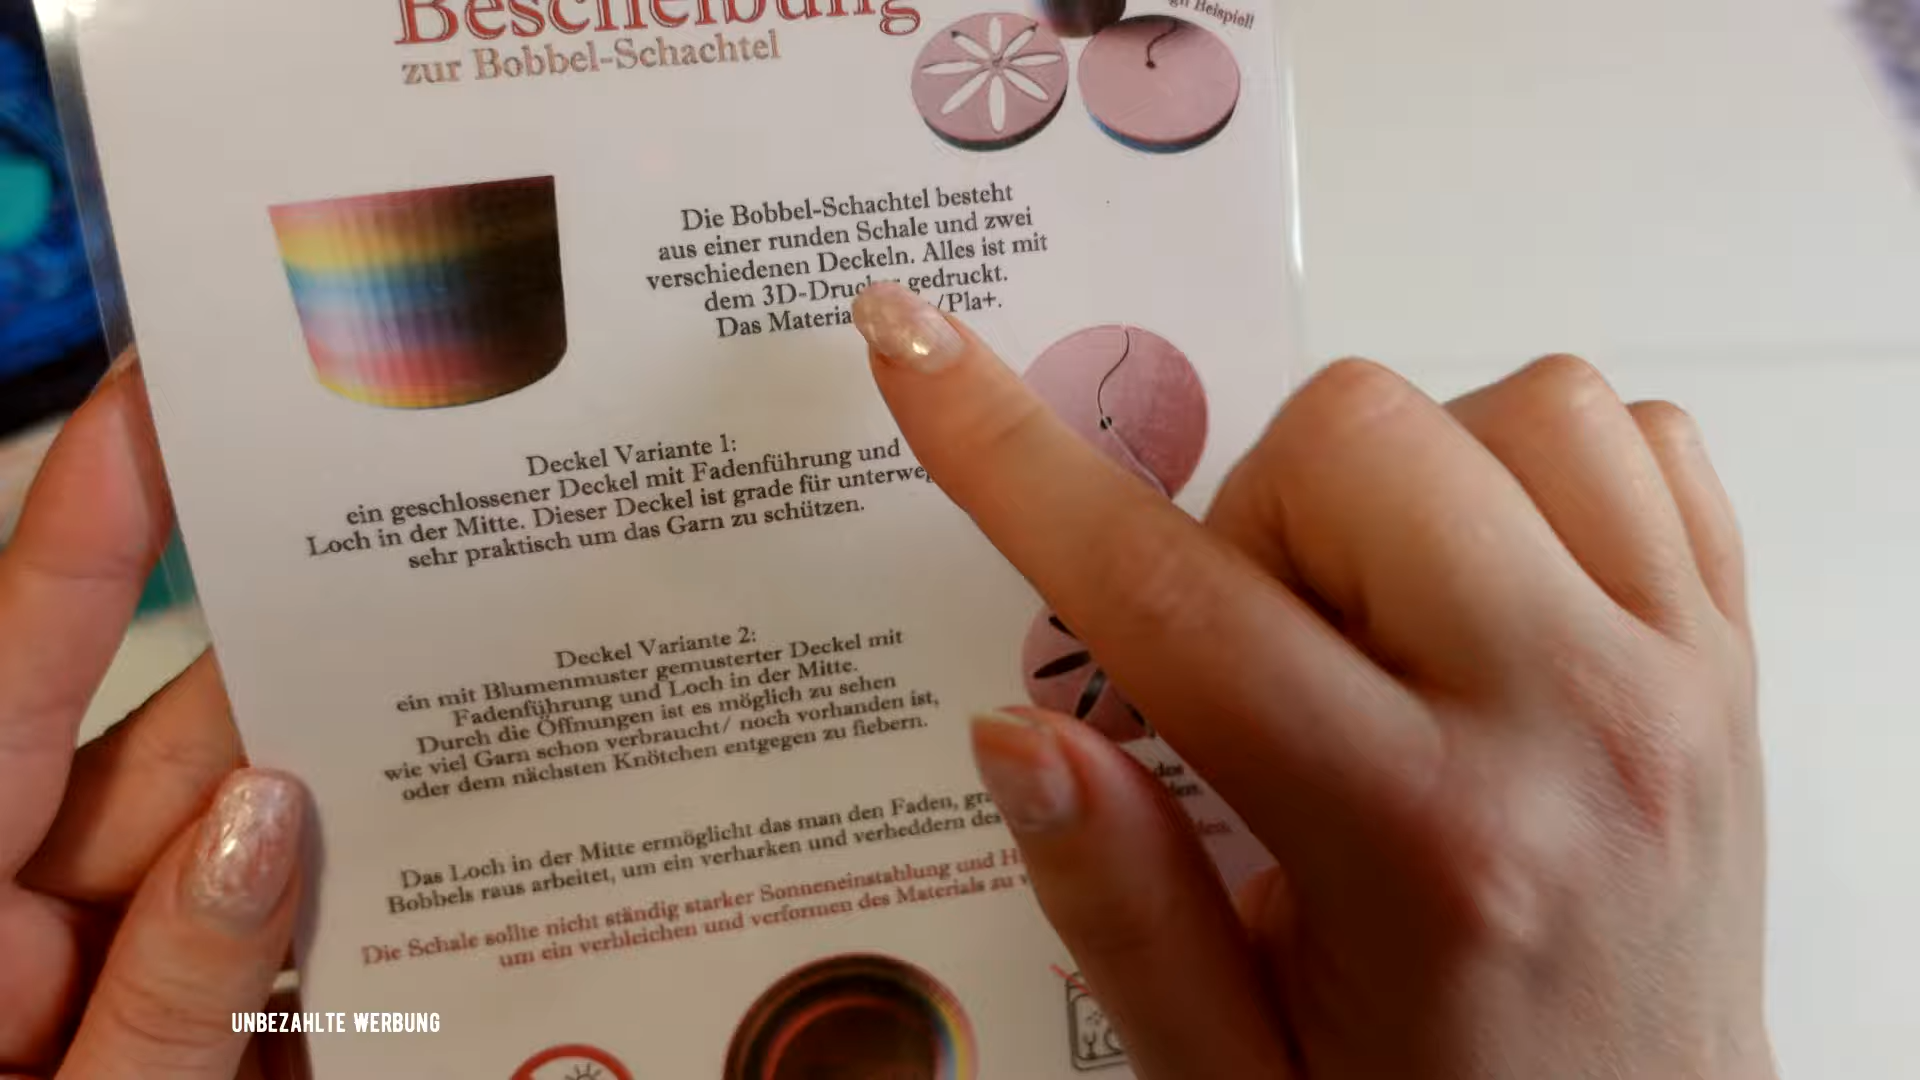 Bescheibung
zur Bobbel-Schachtel
Beispiel!
Die Bobbel-Schachtel besteht
aus einer runden Schale und zwei
verschiedenen Deckeln. Alles ist mit
dem 3D-Drucker gedruckt.
Das Material /Pla+.
Deckel Variante 1:
ein geschlossener Deckel mit Fadenführung und
Loch in der Mitte. Dieser Deckel ist grade für
sehr praktisch um das Garn zu schützen.
Deckel Variante 2:
ein mit Blumenmuster gemusterter Deckel mit
Fadenführung und Loch in der Mitte.
Durch die Öffnungen ist es möglich zu sehen
wie viel Garn schon verbraucht/ noch vorhanden ist,
oder dem nächsten Knötchen entgegen zu fiebern.
Das Loch in der Mitte ermöglicht das man den Faden,
Bobbels raus arbeitet, um ein verharken und verheddern des
Die Schale sollte nicht ständig starker Sonneneinstahlung und
um ein verbleichen und verformen des Materials zu
UNBEZAHLTE WERBUNG